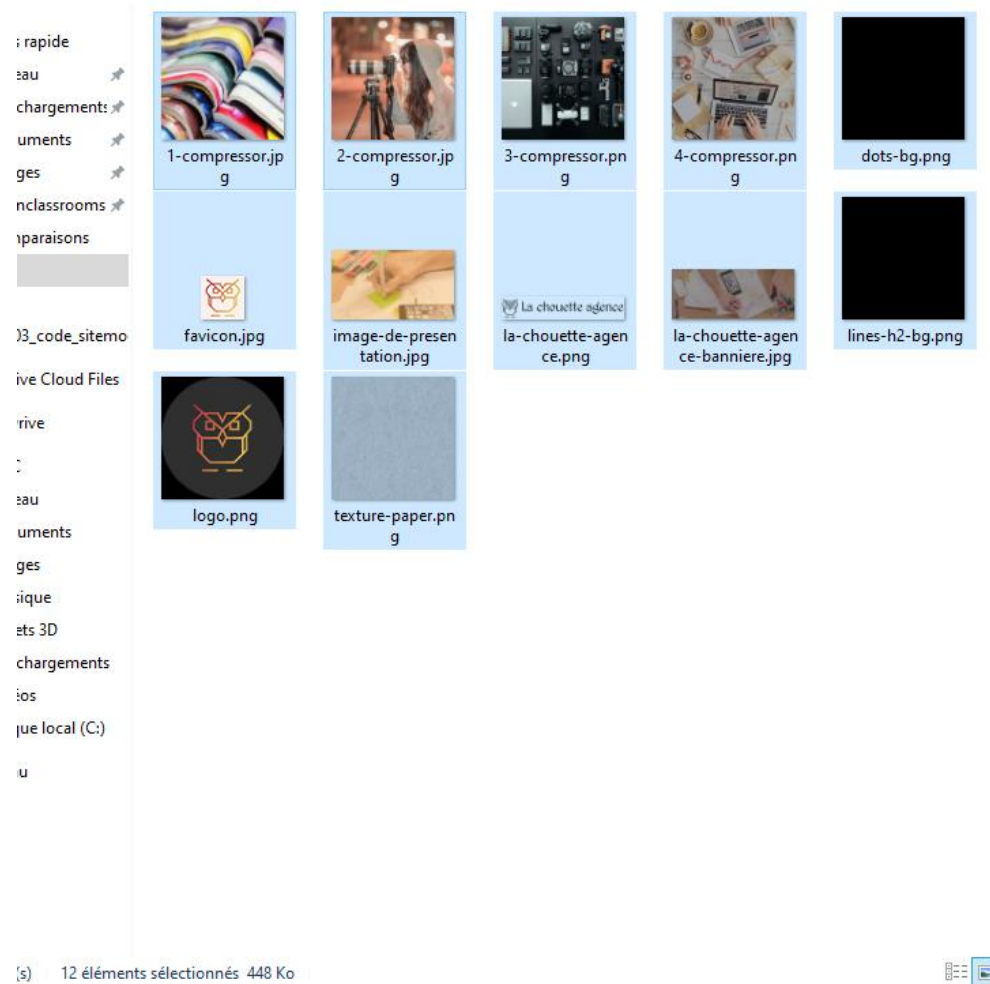 s rapide
eau
chargements
uments
ges
nclassrooms
nparaisons
03_code_sitemo
ive Cloud Files
rive
C
eau
uments
ges
sique
ets 3D
chargements
éos
que local (C:)
u
1-compressor.jp
g
2-compressor.jp
g
3-compressor.pn
g
4-compressor.pn
g
dots-bg.png
favicon.jpg
image-de-presen
tation.jpg
La chouette agence
la-chouette-agen
ce.png
la-chouette-agen
ce-banniere.jpg
lines-h2-bg.png
logo.png
texture-paper.pn
g
(s) 12 éléments sélectionnés 448 Ko